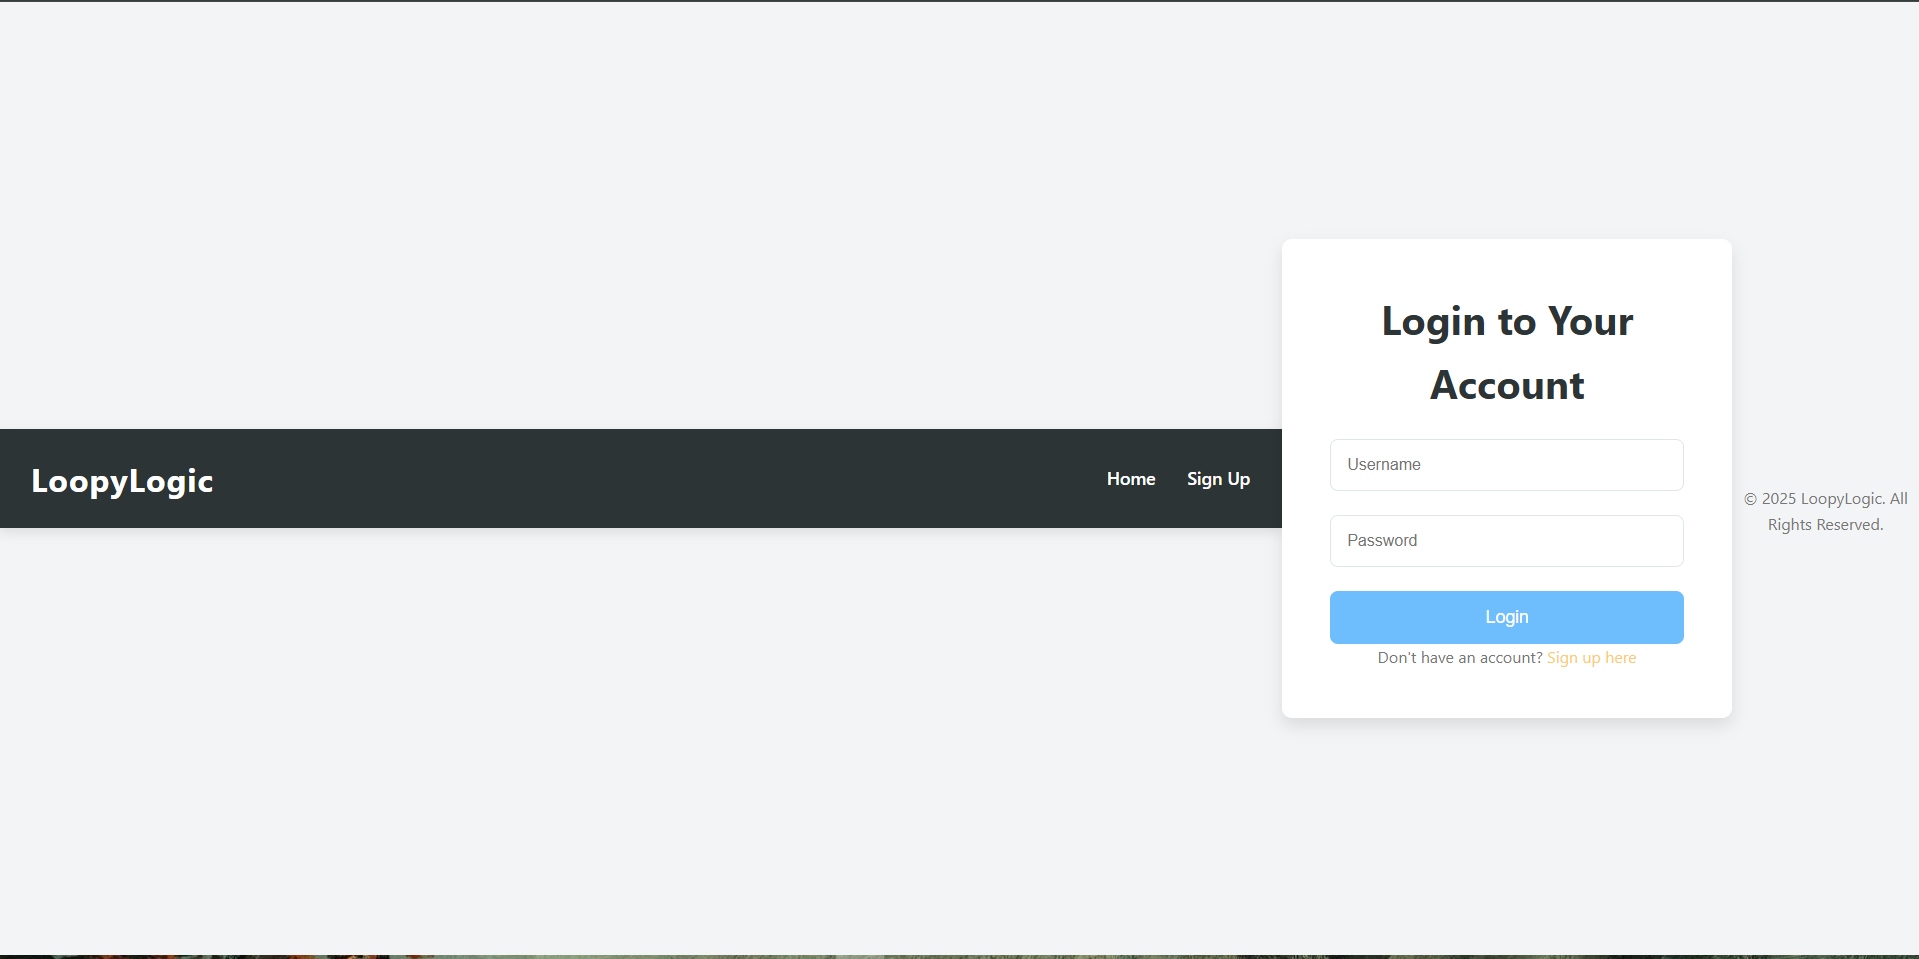 LoopyLogic
Home
Sign Up
Login to Your
Account
Username
Password
Login
Don't have an account? Sign up here
© 2025 LoopyLogic. All
Rights Reserved.